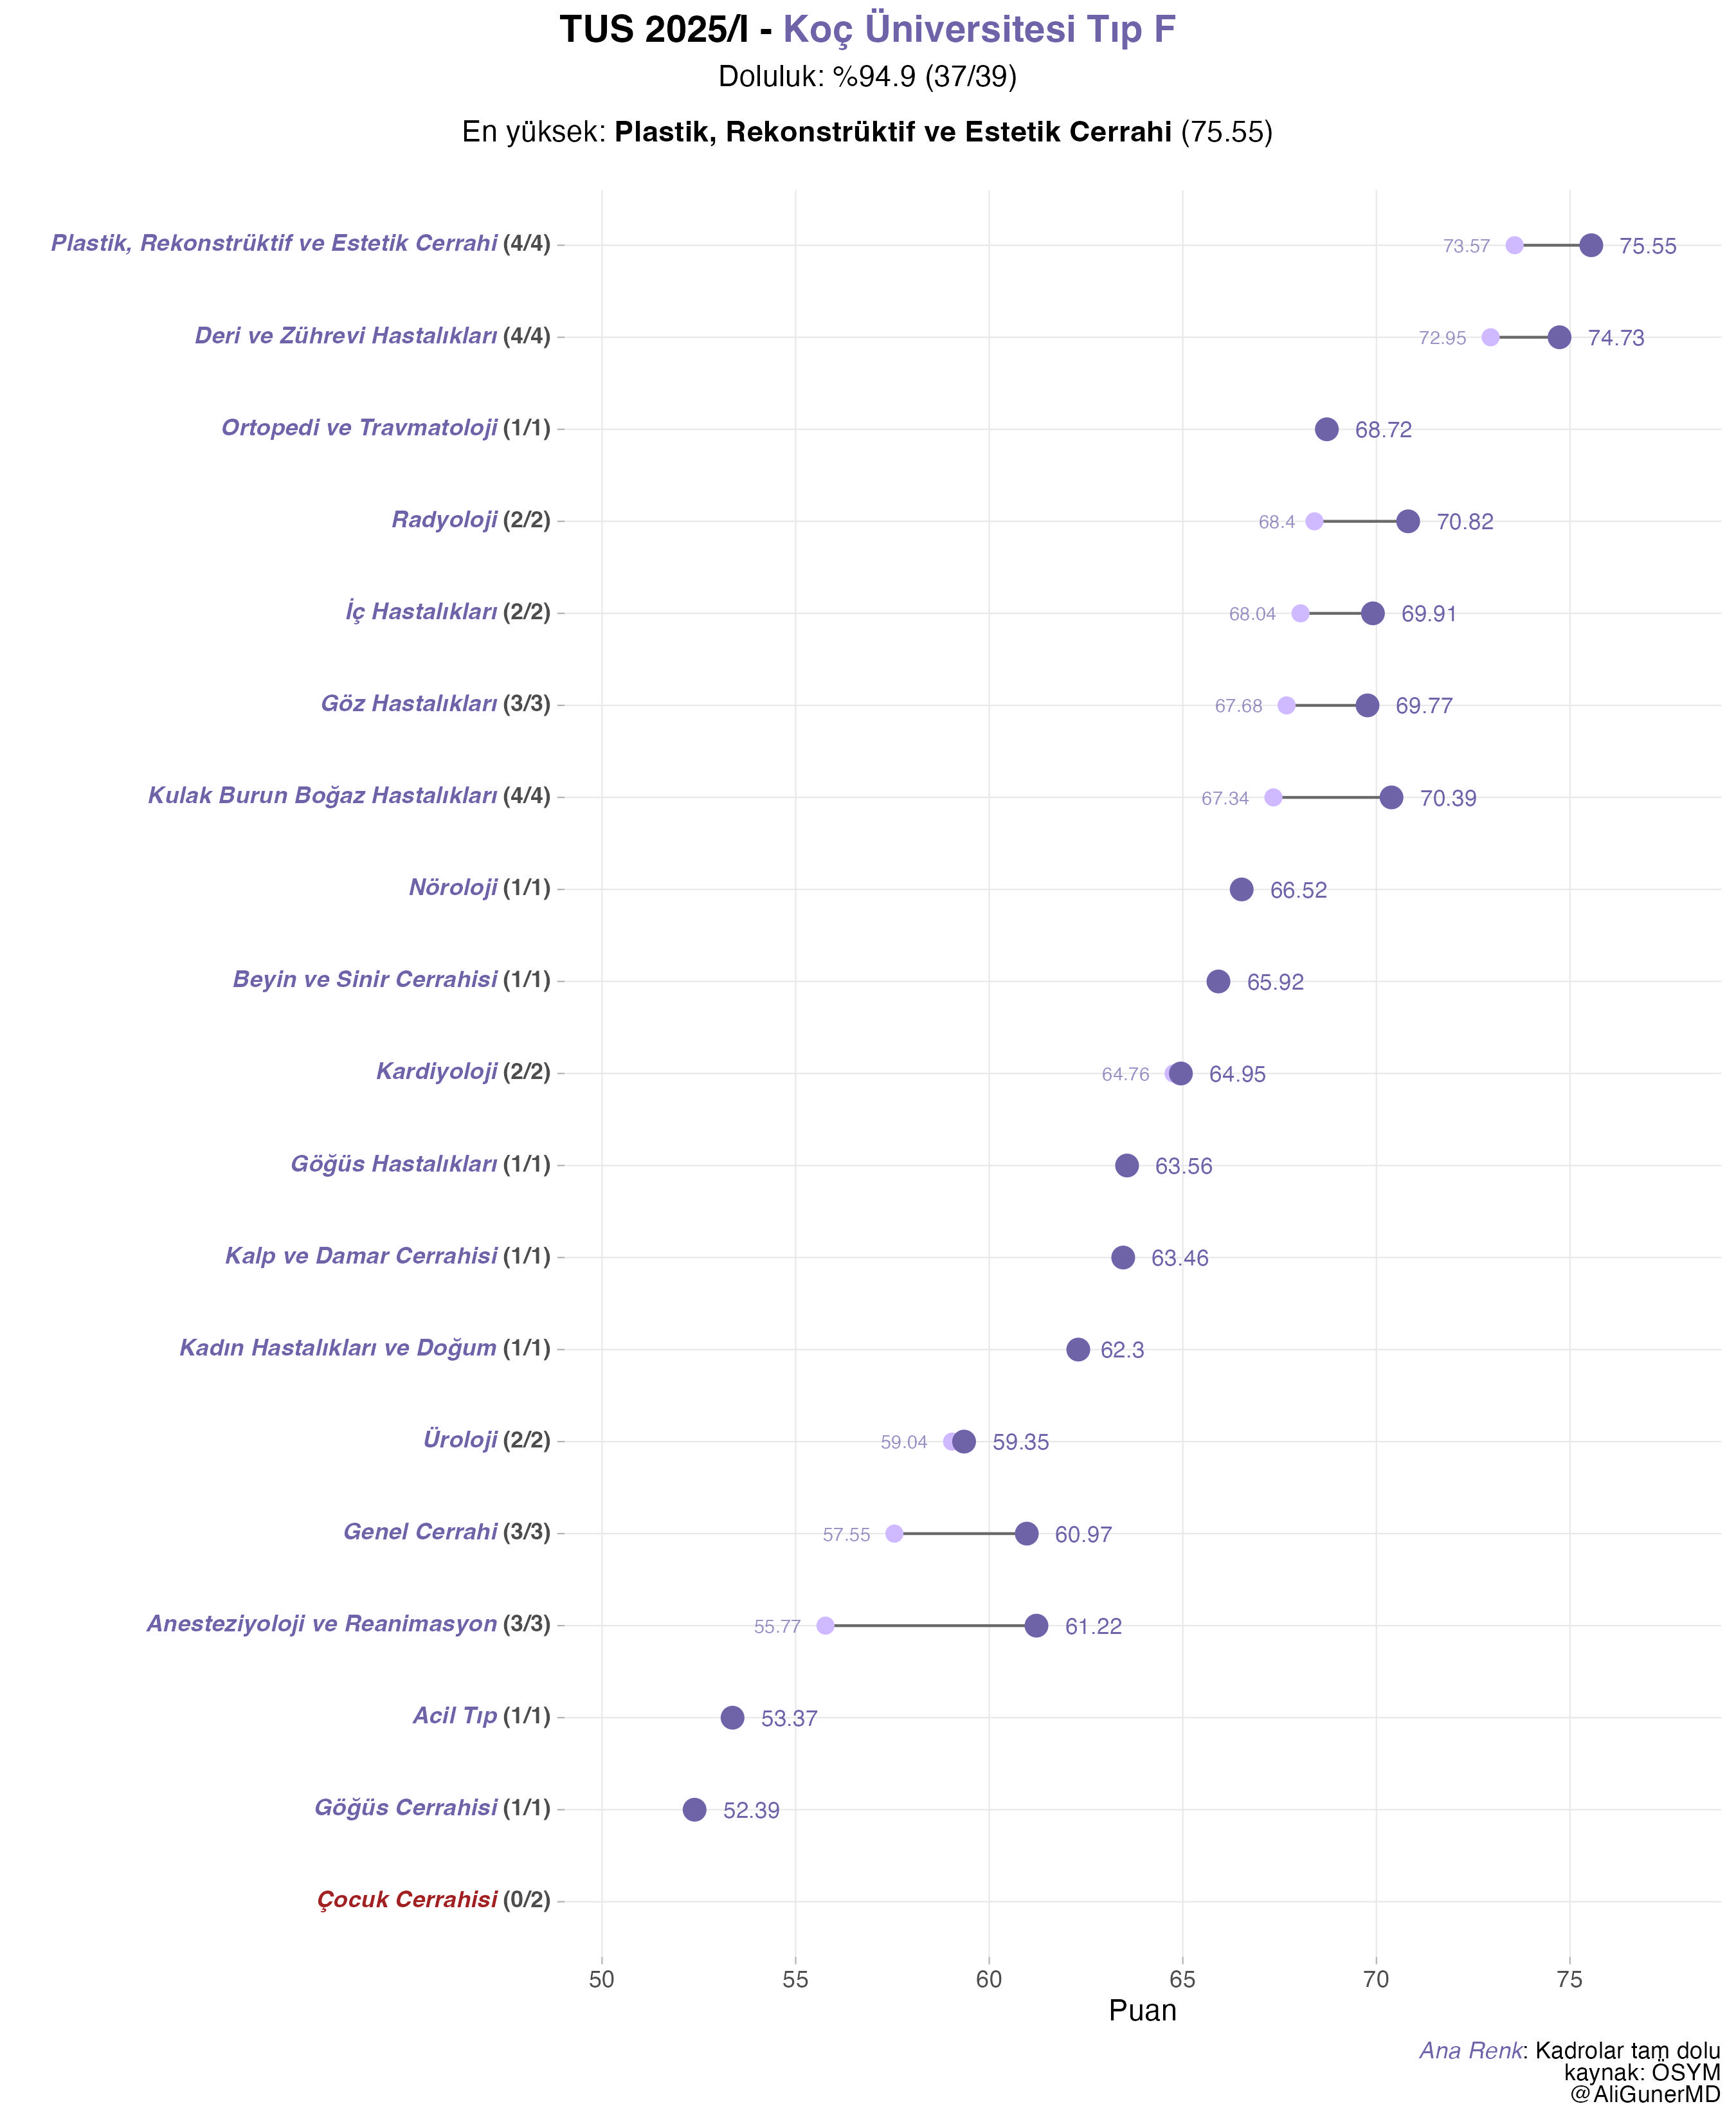 TUS 2025/I - Koç Üniversitesi Tıp F
Doluluk: %94.9 (37/39)
En yüksek: Plastik, Rekonstrüktif ve Estetik Cerrahi (75.55)
Plastik, Rekonstrüktif ve Estetik Cerrahi (4/4) 73.57 75.55
Deri ve Zührevi Hastalıkları (4/4) 72.95 74.73
Ortopedi ve Travmatoloji (1/1) 68.72
Radyoloji (2/2) 68.4 70.82
İç Hastalıkları (2/2) 68.04 69.91
Göz Hastalıkları (3/3) 67.68 69.77
Kulak Burun Boğaz Hastalıkları (4/4) 67.34 70.39
Nöroloji (1/1) 66.52
Beyin ve Sinir Cerrahisi (1/1) 65.92
Kardiyoloji (2/2) 64.76 64.95
Göğüs Hastalıkları (1/1) 63.56
Kalp ve Damar Cerrahisi (1/1) 63.46
Kadın Hastalıkları ve Doğum (1/1) 62.3
Üroloji (2/2) 59.04 59.35
Genel Cerrahi (3/3) 57.55 60.97
Anesteziyoloji ve Reanimasyon (3/3) 55.77 61.22
Acil Tıp (1/1) 53.37
Göğüs Cerrahisi (1/1) 52.39
Çocuk Cerrahisi (0/2)
50 55 60 65 70 75
Puan
Ana Renk: Kadrolar tam dolu
kaynak: ÖSYM
@AliGunerMD